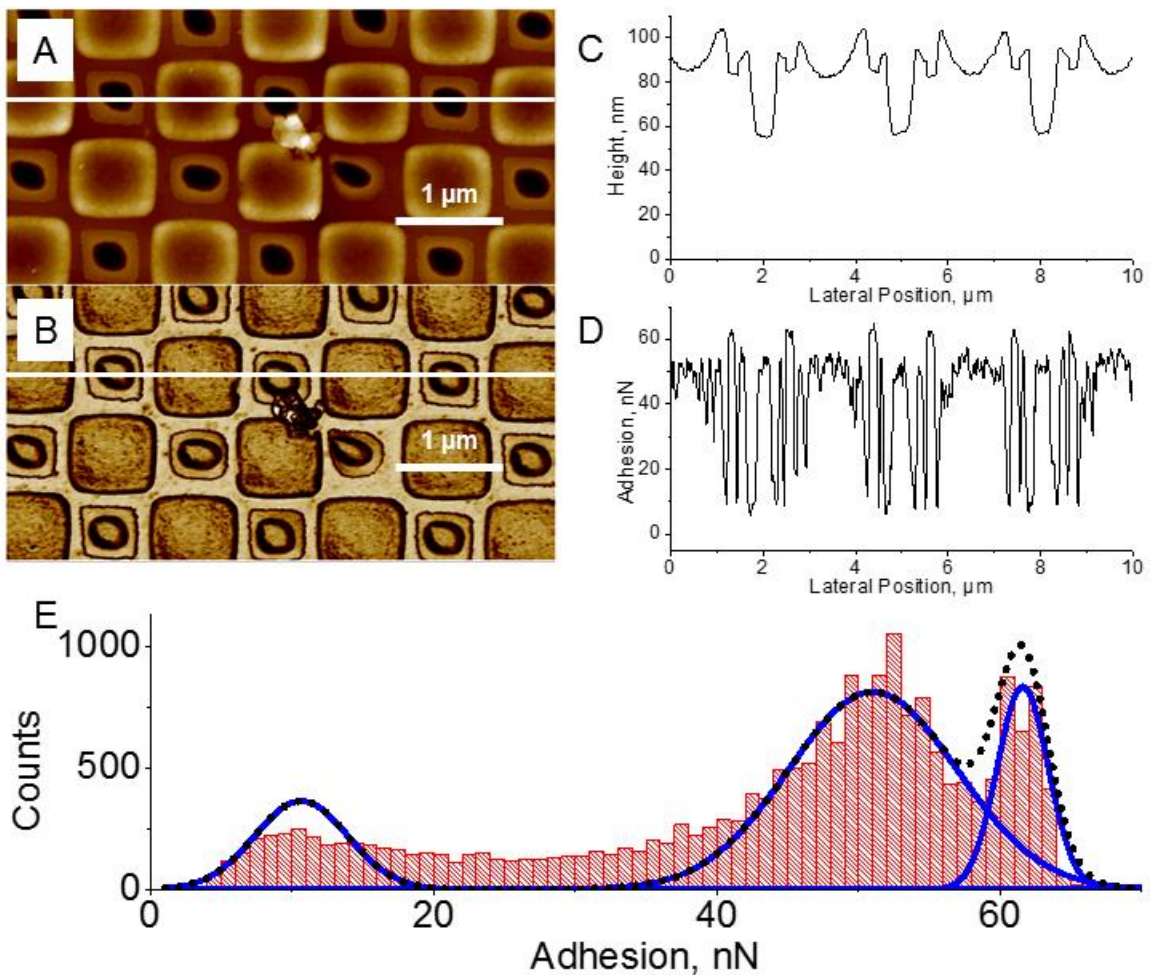 A
1 µm
B
1 µm
C
100
80
60
40
20
0
Height, nm
0 2 4 6 8 10
Lateral Position, µm
D
60
40
20
0
Adhesion, nN
0 2 4 6 8 10
Lateral Position, µm
E
1000
500
0
Counts
0 20 40 60
Adhesion, nN